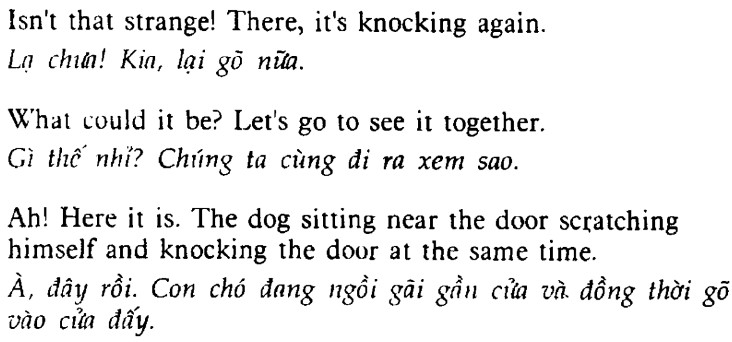 Isn't that strange! There, it's knocking again.
Lạ chưa! Kia, lại gõ nữa.
What could it be? Let's go to see it together.
Gì thế nhỉ? Chúng ta cùng đi ra xem sao.
Ah! Here it is. The dog sitting near the door scratching
himself and knocking the door at the same time.
À, đây rồi. Con chó đang ngồi gãi gần cửa và đồng thời gõ
vào cửa đấy.